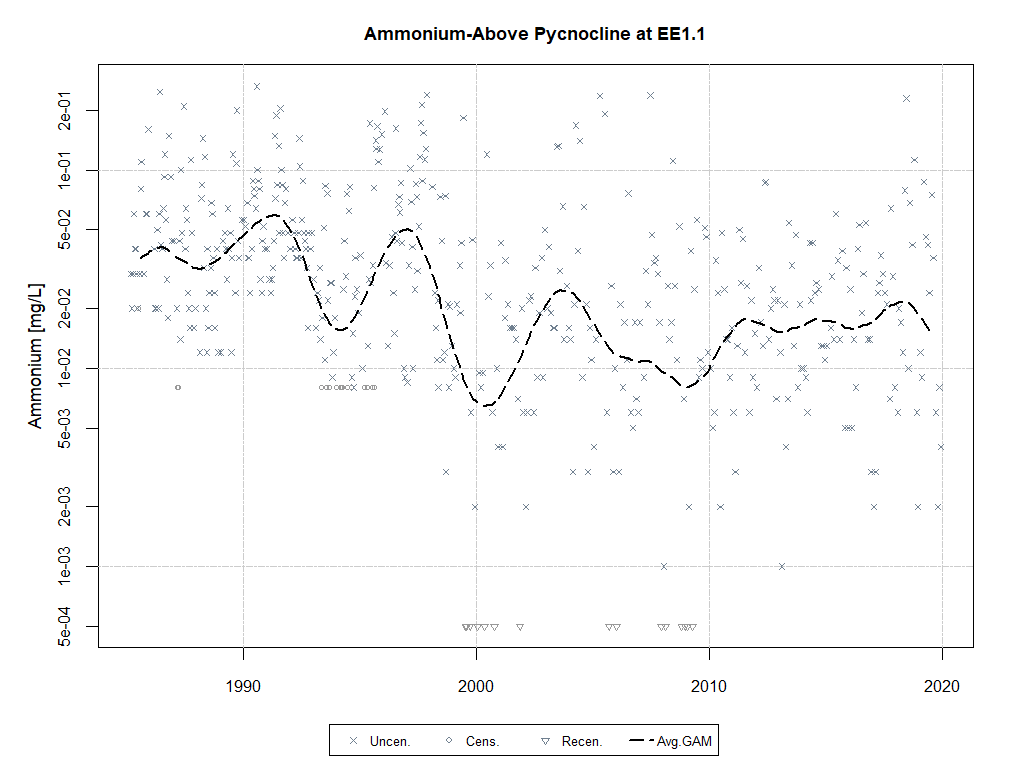 Ammonium-Above Pycnocline at EE1.1
Ammonium [mg/L]
2e-01
1e-01
5e-02
2e-02
1e-02
5e-03
2e-03
1e-03
5e-04
1990 2000 2010 2020
Uncen. Cens. Recen. Avg.GAM